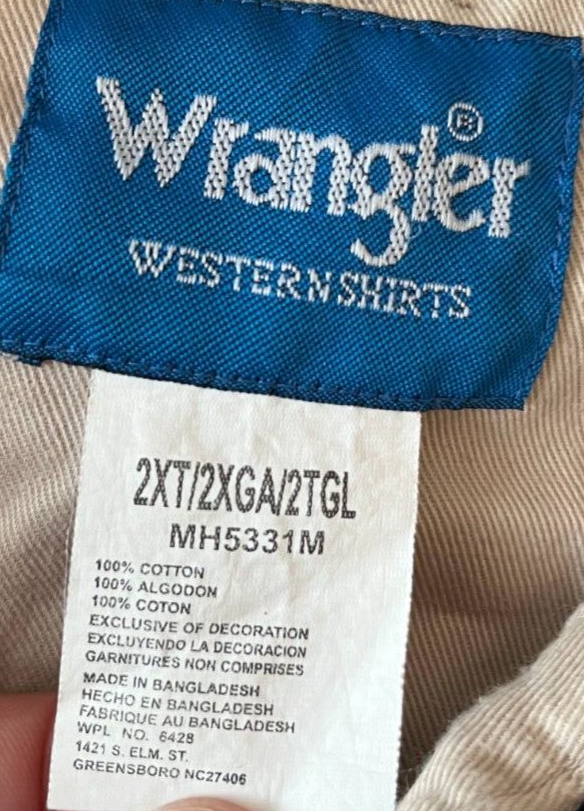 Wrangler®
WESTERN SHIRTS
2XT/2XGA/2TGL
MH5331M
100% COTTON
100% ALGODON
100% COTON
EXCLUSIVE OF DECORATION
EXCLUYENDO LA DECORACION
GARNITURES NON COMPRISES
MADE IN BANGLADESH
HECHO EN BANGLADESH
FABRIQUE AU BANGLADESH
WPL NO. 6428
1421 S. ELM. ST.
GREENSBORO NC27406